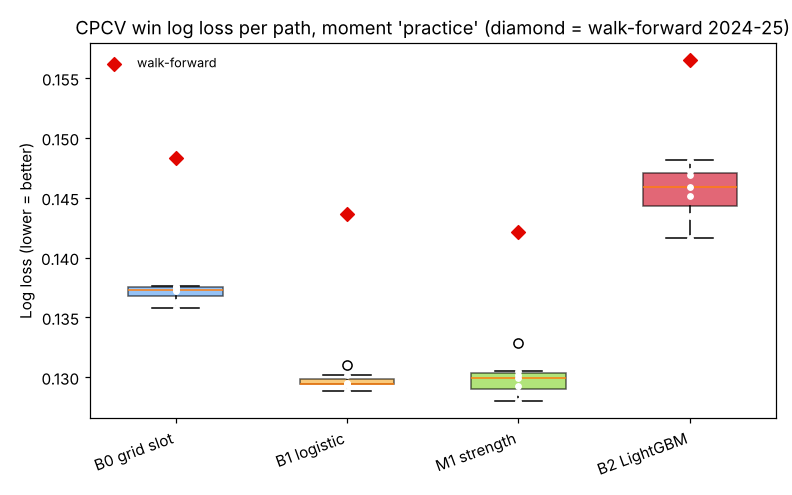 CPCV win log loss per path, moment 'practice' (diamond = walk-forward 2024-25)
walk-forward
Log loss (lower = better)
0.155
0.150
0.145
0.140
0.135
0.130
B0 grid slot
B1 logistic
M1 strength
B2 LightGBM